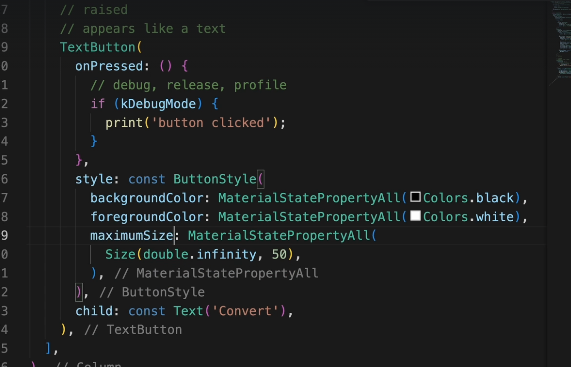 7 // raised
8 // appears like a text
9 TextButton(
0 onPressed: () {
1 // debug, release, profile
2 if (kDebugMode) {
3 print('button clicked');
4 }
5 },
6 style: const ButtonStyle(
7 backgroundColor: MaterialStatePropertyAll(Colors.black),
8 foregroundColor: MaterialStatePropertyAll(Colors.white),
9 maximumSize: MaterialStatePropertyAll(
0 Size(double.infinity, 50),
1 ), // MaterialStatePropertyAll
2 ), // ButtonStyle
3 child: const Text('Convert'),
4 ), // TextButton
5 ],
6 ), // Column